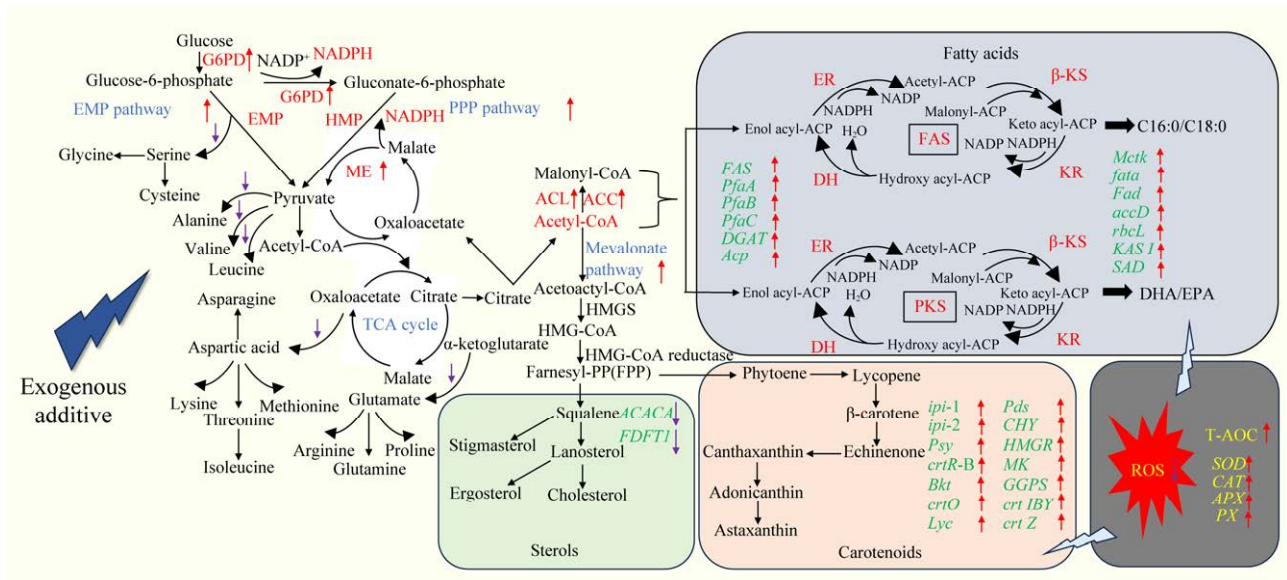 Glucose
G6PD
NADP+
NADPH
Glucose-6-phosphate
Gluconate-6-phosphate
G6PD
EMP pathway
EMP
HMP
NADPH
PPP pathway
Glycine
Serine
Cysteine
Malate
ME
Pyruvate
Alanine
Valine
Leucine
Oxaloacetate
Acetyl-CoA
Malonyl-CoA
ACL
ACC
Acetyl-CoA
Mevalonate
pathway
Asparagine
Oxaloacetate
Citrate
Citrate
TCA cycle
Aspartic acid
α-ketoglutarate
Malate
Glutamate
Lysine
Methionine
Threonine
Isoleucine
Arginine
Proline
Glutamine
Exogenous
additive
Acetoactyl-CoA
HMGS
HMG-CoA
HMG-CoA reductase
Farnesyl-PP(FPP)
Squalene
ACACA
FDFT1
Stigmasterol
Lanosterol
Ergosterol
Cholesterol
Sterols
Phytoene
Lycopene
β-carotene
Echinenone
Canthaxanthin
Adonicanthin
Astaxanthin
ipi-1
ipi-2
Psy
crtR-B
Bkt
crtO
Lyc
Pds
CHY
HMGR
MK
GGPS
crt IBY
crt Z
Carotenoids
Fatty acids
ER
Acetyl-ACP
β-KS
NADP
NADPH
Malonyl-ACP
Enol acyl-ACP
H2O
FAS
Keto acyl-ACP
C16:0/C18:0
NADP
NADPH
DH
Hydroxy acyl-ACP
KR
FAS
PfaA
PfaB
PfaC
DGAT
Acp
Mctk
fata
Fad
accD
rbcL
KAS I
SAD
ER
Acetyl-ACP
β-KS
NADP
NADPH
Malonyl-ACP
Enol acyl-ACP
H2O
PKS
Keto acyl-ACP
DHA/EPA
NADP
NADPH
DH
Hydroxy acyl-ACP
KR
ROS
T-AOC
SOD
CAT
APX
PX